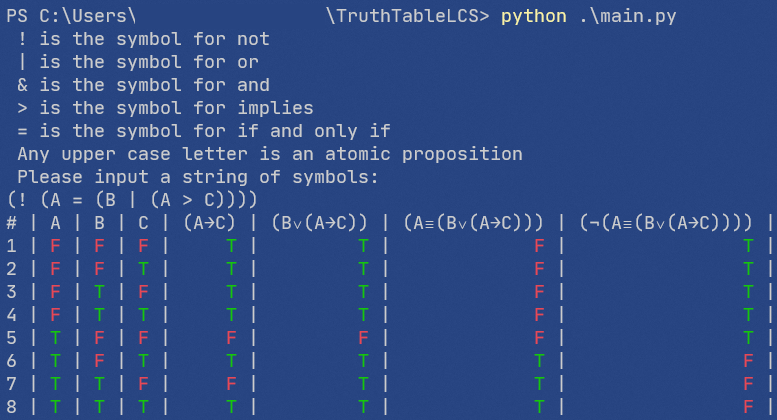 PS C:\Users\ \TruthTableLCS> python .\main.py
! is the symbol for not
| is the symbol for or
& is the symbol for and
> is the symbol for implies
= is the symbol for if and only if
Any upper case letter is an atomic proposition
Please input a string of symbols:
(! (A = (B | (A > C))))
# | A | B | C | (A→C) | (B∨(A→C)) | (A≡(B∨(A→C))) | (¬(A≡(B∨(A→C)))) |
1 | F | F | F | T | T | F | T |
2 | F | F | T | T | T | F | T |
3 | F | T | F | T | T | F | T |
4 | F | T | T | T | T | F | T |
5 | T | F | F | F | F | F | T |
6 | T | F | T | T | T | T | F |
7 | T | T | F | F | T | T | F |
8 | T | T | T | T | T | T | F |